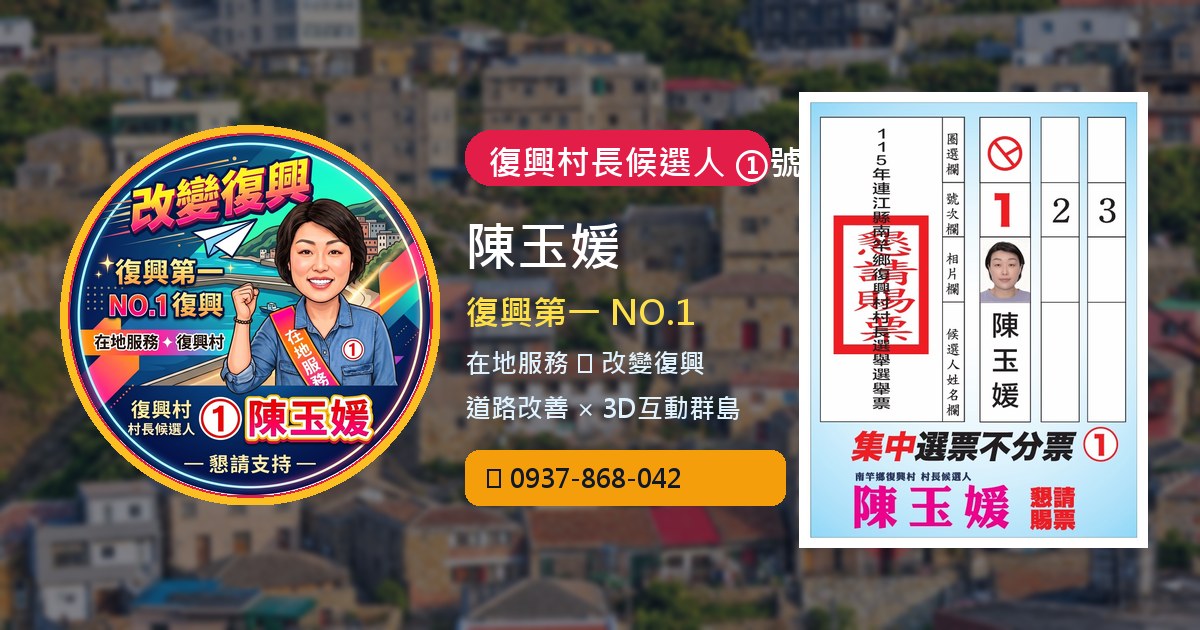 改變復興
復興第一
NO.1復興
在地服務✦復興村
在地服務
①
復興村
村長候選人
①陳玉媛
—懇請支持—
復興村長候選人 ①號
陳玉媛
復興第一 NO.1
在地服務 改變復興
道路改善 × 3D互動群島
0937-868-042
115年連江縣南竿鄉復興村村長選舉選舉票
懇請賜票
圈選欄
號次欄 1 2 3
相片欄
候選人姓名欄
陳玉媛
集中選票不分票①
南竿鄉復興村 村長候選人
陳玉媛
懇請
賜票